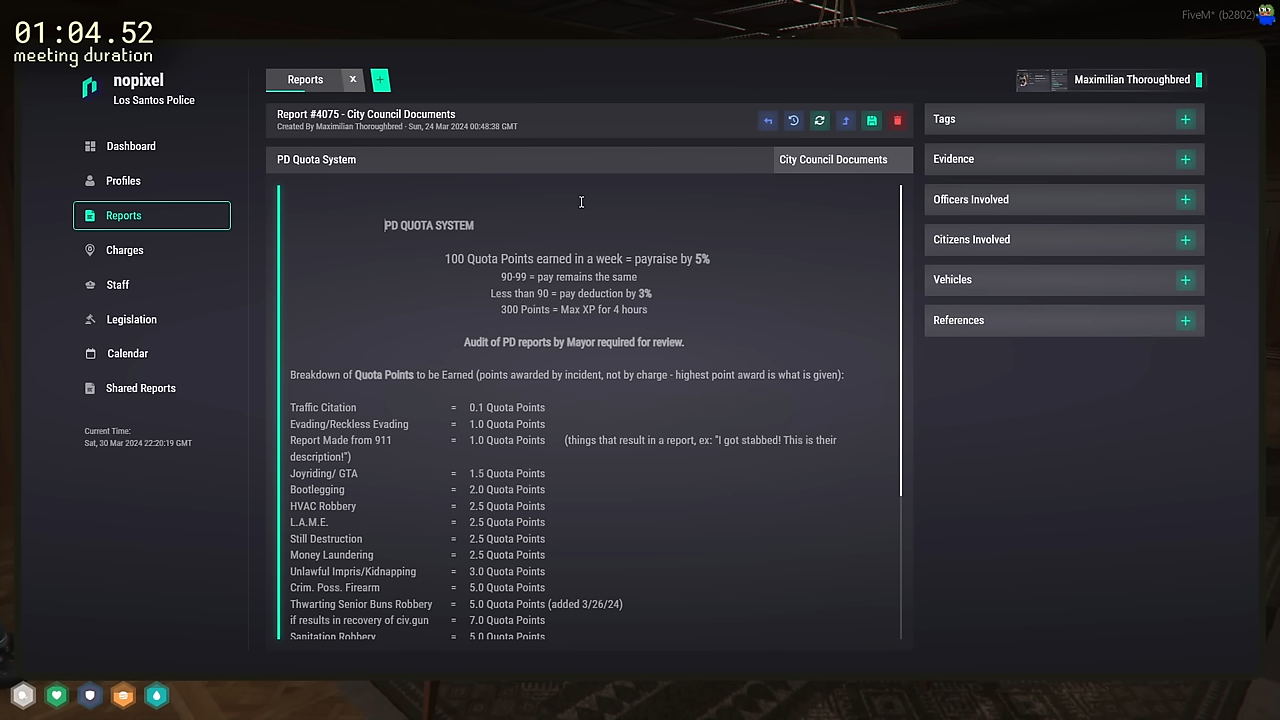 01:04.52
meeting duration
FiveM* (b2802)
nopixel
Los Santos Police
Dashboard
Profiles
Reports
Charges
Staff
Legislation
Calendar
Shared Reports
Current Time:
Sat, 30 Mar 2024 22:20:19 GMT
Reports x +
Maximilian Thoroughbred
Report #4075 - City Council Documents
Created By Maximilian Thoroughbred · Sun, 24 Mar 2024 00:48:38 GMT
PD Quota System
City Council Documents
PD QUOTA SYSTEM
100 Quota Points earned in a week = payraise by 5%
90-99 = pay remains the same
Less than 90 = pay deduction by 3%
300 Points = Max XP for 4 hours
Audit of PD reports by Mayor required for review.
Breakdown of Quota Points to be Earned (points awarded by incident, not by charge - highest point award is what is given):
Traffic Citation = 0.1 Quota Points
Evading/Reckless Evading = 1.0 Quota Points
Report Made from 911 = 1.0 Quota Points (things that result in a report, ex: "I got stabbed! This is their
description!")
Joyriding/ GTA = 1.5 Quota Points
Bootlegging = 2.0 Quota Points
HVAC Robbery = 2.5 Quota Points
L.A.M.E. = 2.5 Quota Points
Still Destruction = 2.5 Quota Points
Money Laundering = 2.5 Quota Points
Unlawful Impris/Kidnapping = 3.0 Quota Points
Crim. Poss. Firearm = 5.0 Quota Points
Thwarting Senior Buns Robbery = 5.0 Quota Points (added 3/26/24)
if results in recovery of civ.gun = 7.0 Quota Points
Sanitation Robbery = 5.0 Quota Points
Tags +
Evidence +
Officers Involved +
Citizens Involved +
Vehicles +
References +